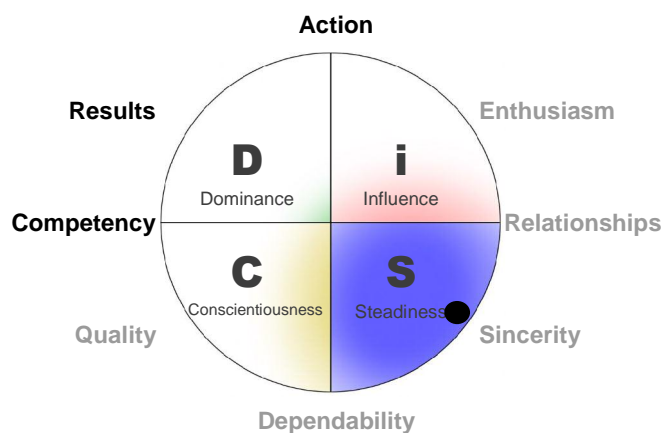 Action
Results
Enthusiasm
D
i
Dominance
Influence
Competency
Relationships
C
S
Conscientiousness
Steadiness
Quality
Sincerity
Dependability